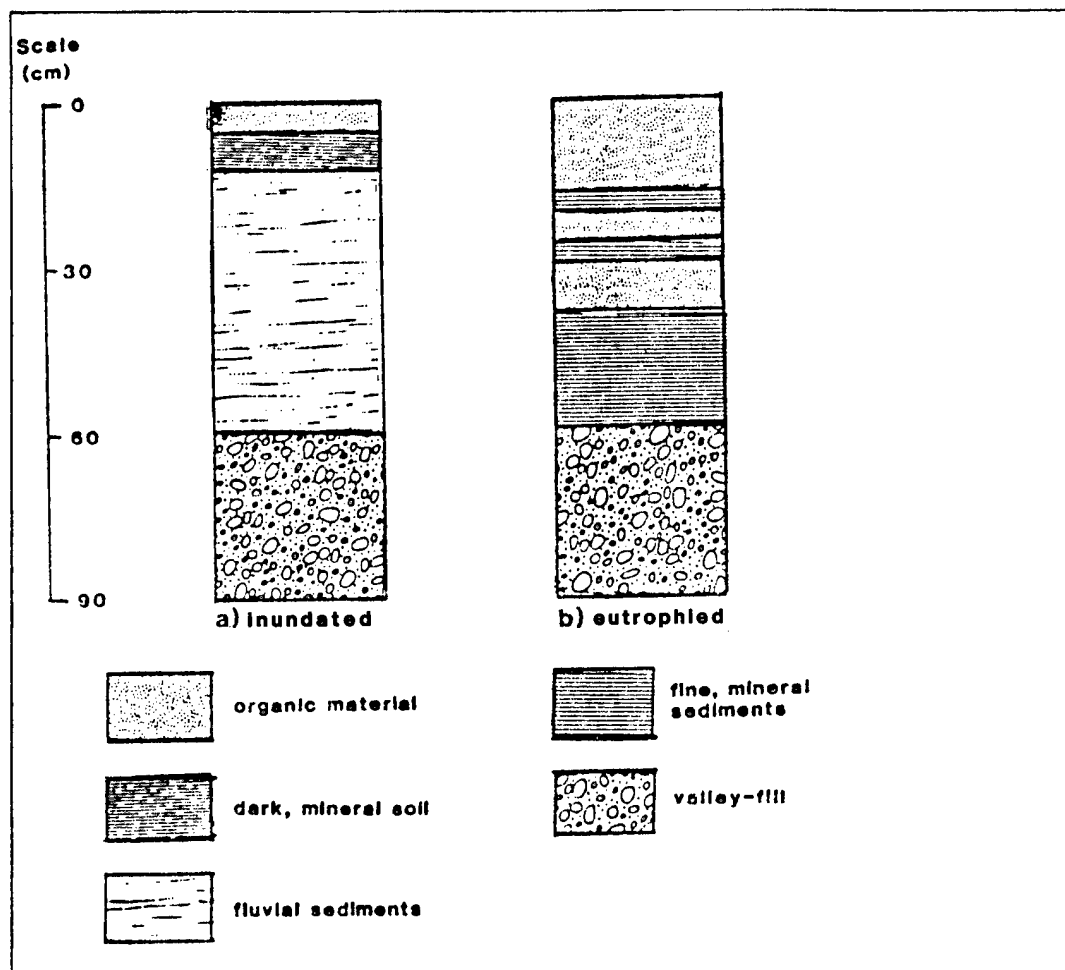 Scale
(cm)
0
30
60
90
a) inundated
b) eutrophied
organic material
fine, mineral
sediments
dark, mineral soil
valley-fill
fluvial sediments